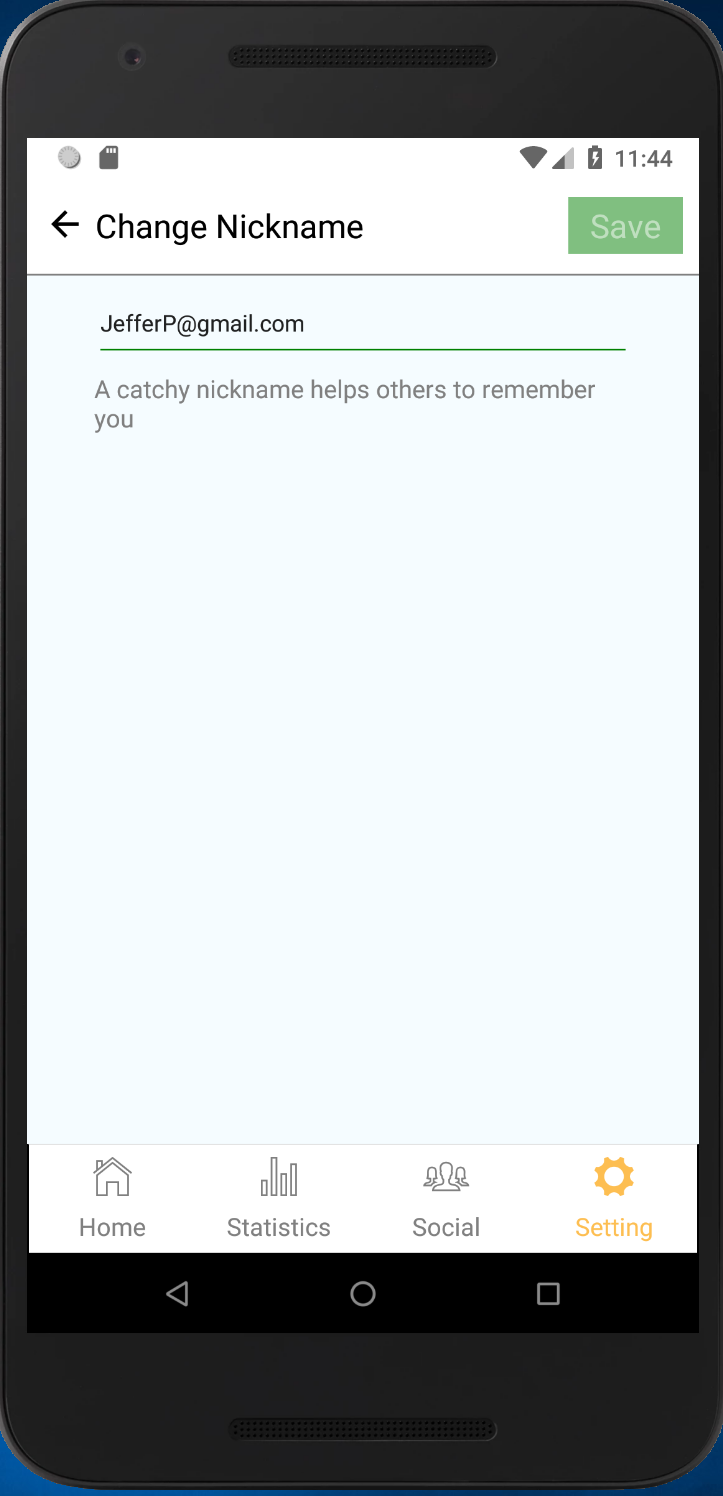 11:44
Change Nickname
Save
JefferP@gmail.com
A catchy nickname helps others to remember
you
Home Statistics Social Setting